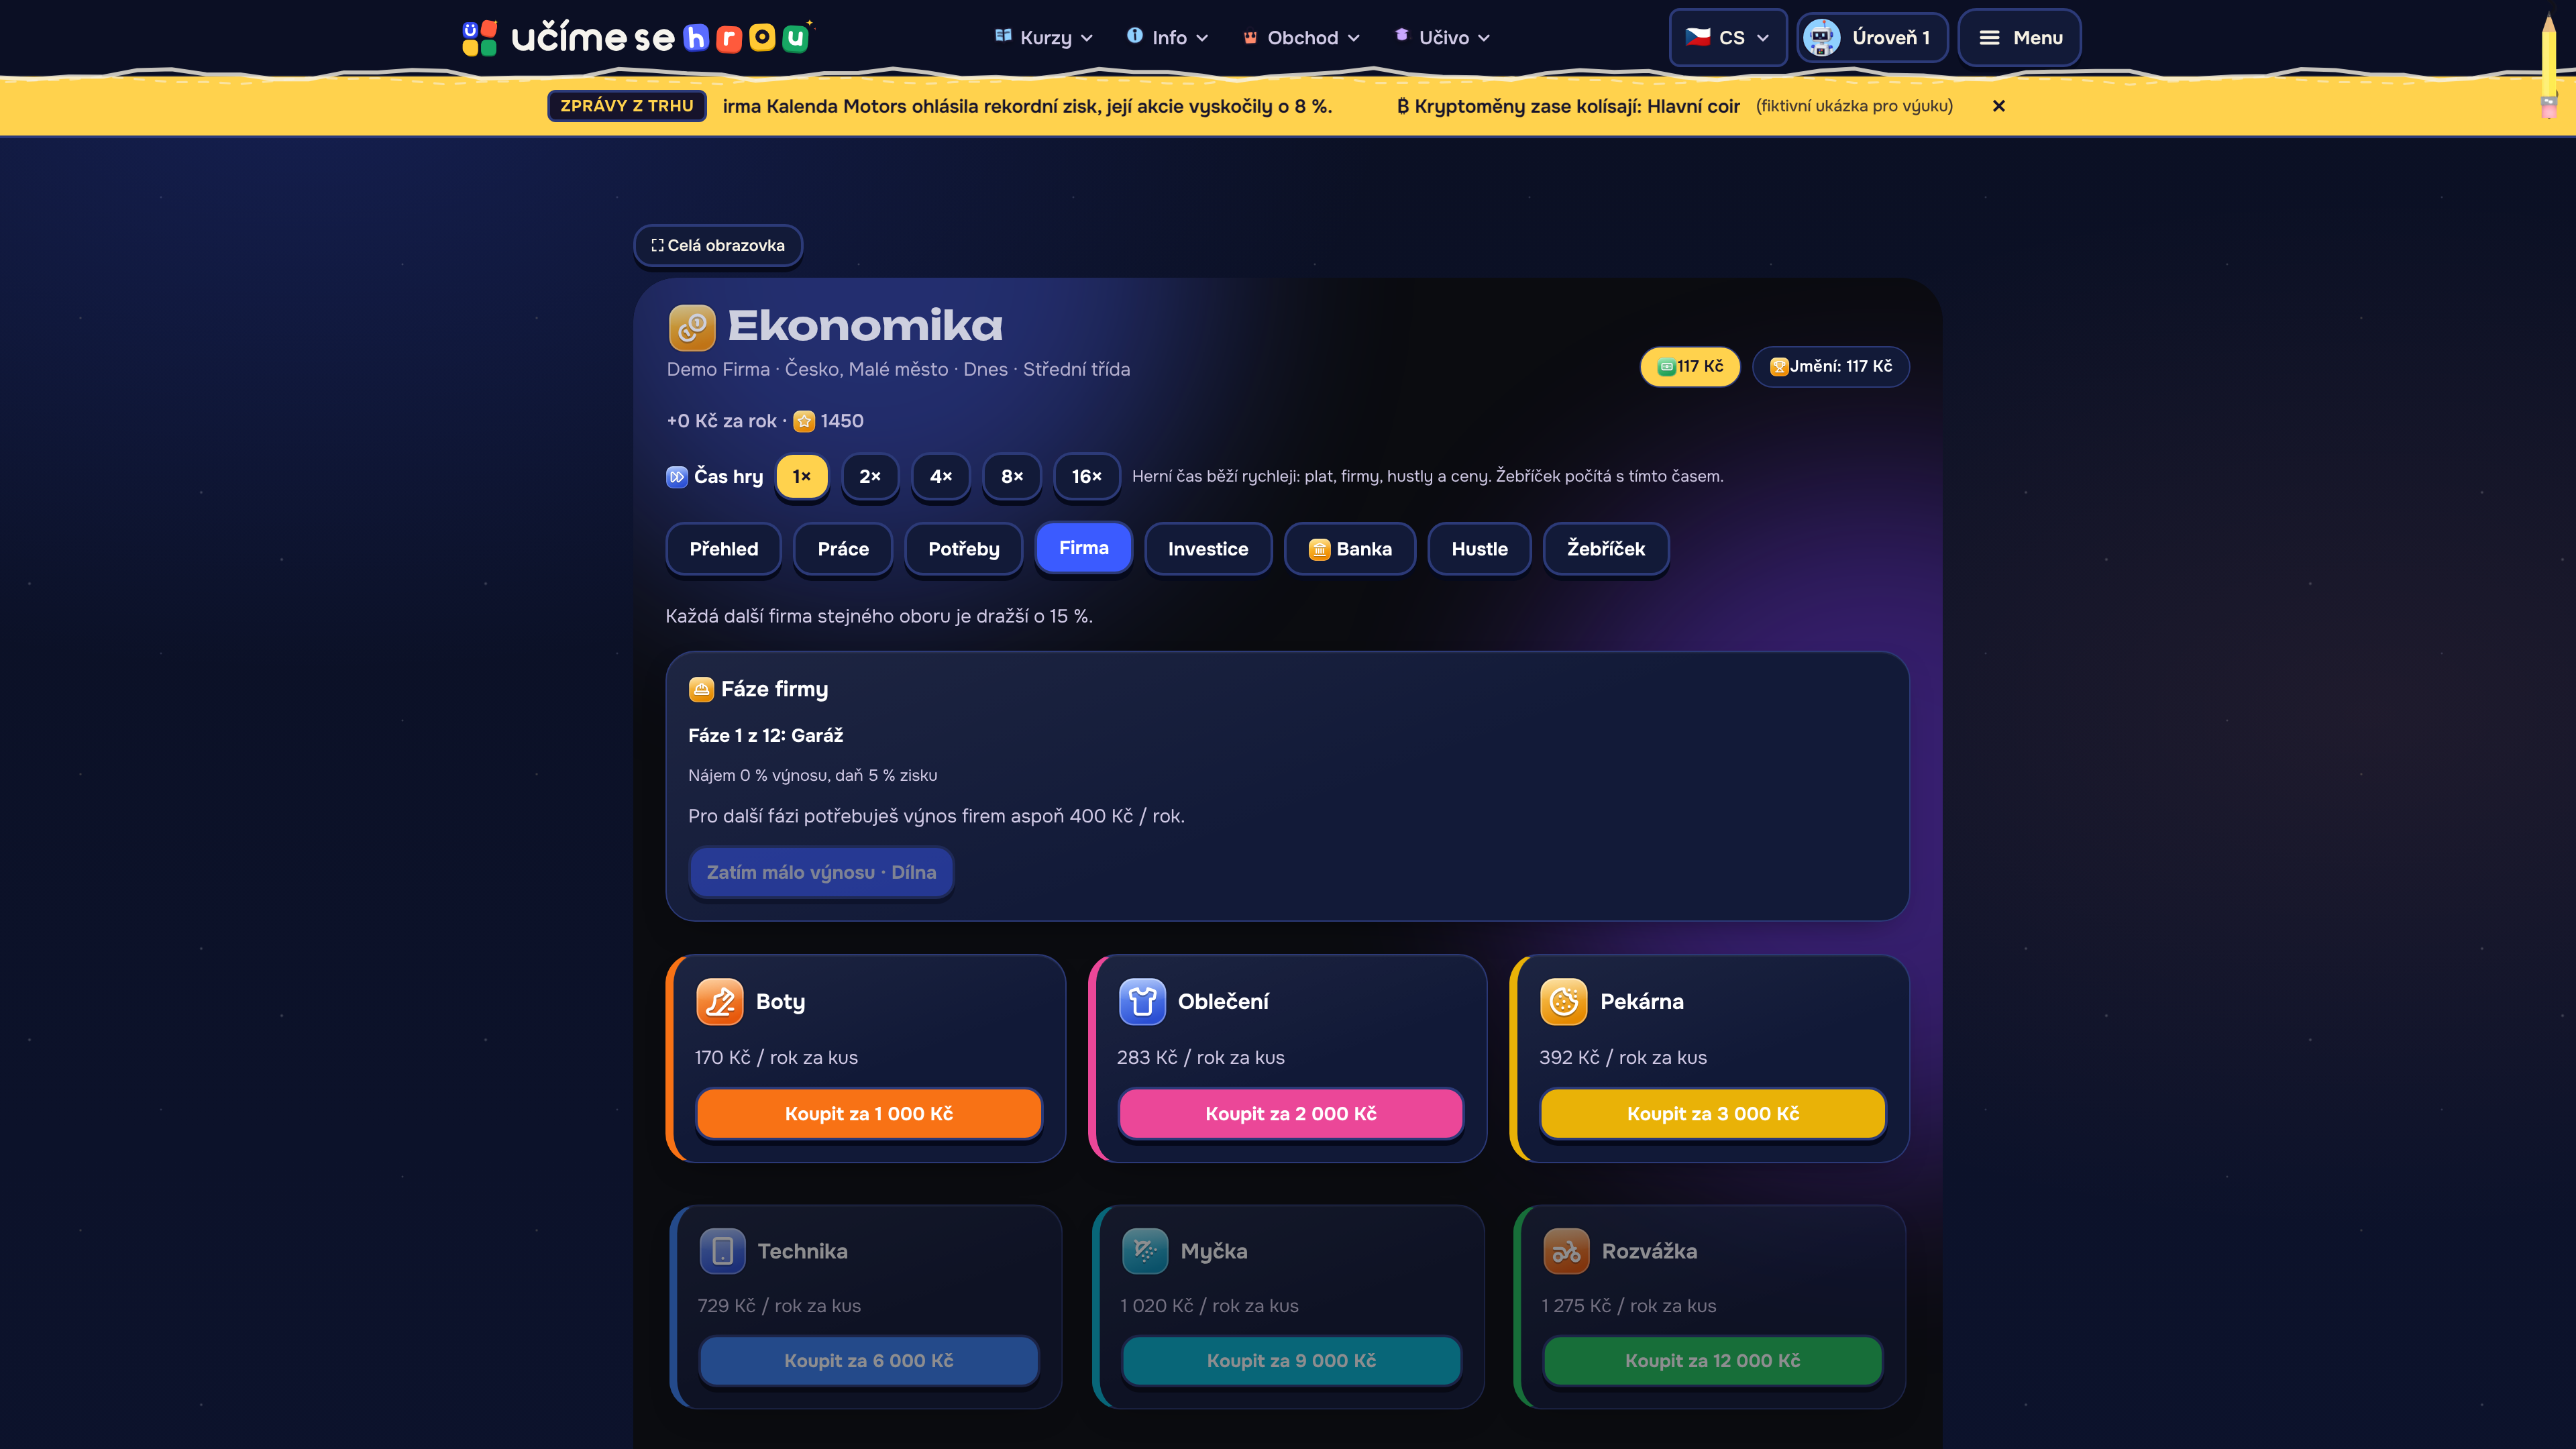 učíme se hrou
Kurzy
Info
Obchod
Učivo
CS
Úroveň 1
Menu
ZPRÁVY Z TRHU
irma Kalenda Motors ohlásila rekordní zisk, její akcie vyskočily o 8 %.
₿ Kryptoměny zase kolísají: Hlavní coir
(fiktivní ukázka pro výuku)
Celá obrazovka
Ekonomika
Demo Firma · Česko, Malé město · Dnes · Střední třída
117 Kč
Jmění: 117 Kč
+0 Kč za rok · 1450
Čas hry
1×
2×
4×
8×
16×
Herní čas běží rychleji: plat, firmy, hustly a ceny. Žebříček počítá s tímto časem.
Přehled
Práce
Potřeby
Firma
Investice
Banka
Hustle
Žebříček
Každá další firma stejného oboru je dražší o 15 %.
Fáze firmy
Fáze 1 z 12: Garáž
Nájem 0 % výnosu, daň 5 % zisku
Pro další fázi potřebuješ výnos firem aspoň 400 Kč / rok.
Zatím málo výnosu · Dílna
Boty
170 Kč / rok za kus
Koupit za 1 000 Kč
Oblečení
283 Kč / rok za kus
Koupit za 2 000 Kč
Pekárna
392 Kč / rok za kus
Koupit za 3 000 Kč
Technika
729 Kč / rok za kus
Koupit za 6 000 Kč
Myčka
1 020 Kč / rok za kus
Koupit za 9 000 Kč
Rozvážka
1 275 Kč / rok za kus
Koupit za 12 000 Kč